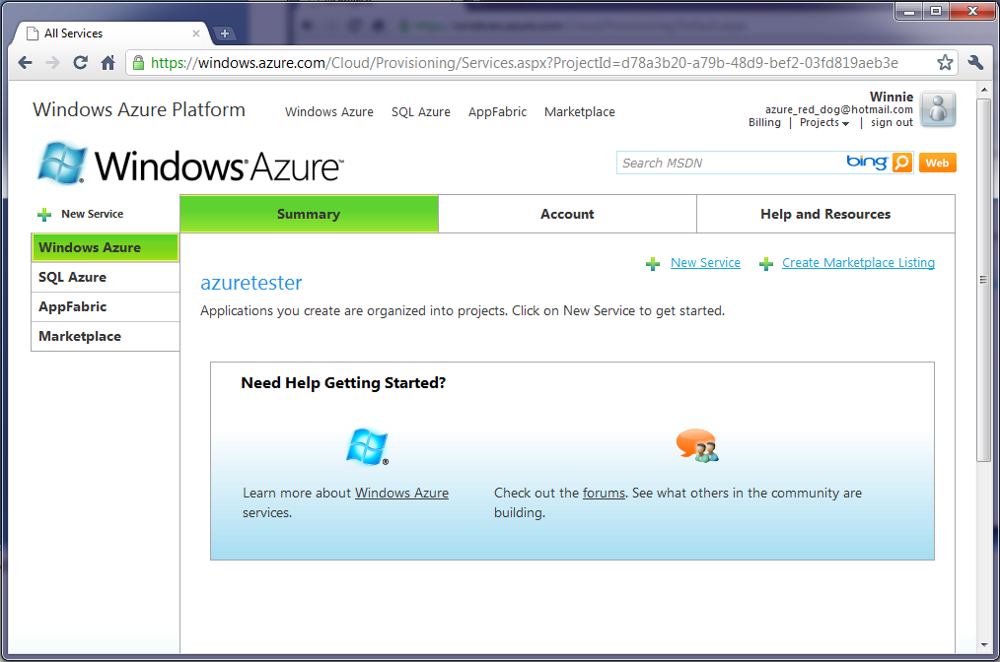 All Services
https://windows.azure.com/Cloud/Provisioning/Services.aspx?ProjectId=d78a3b20-a79b-48d9-bef2-03fd819aeb3e
Windows Azure Platform
Windows Azure SQL Azure AppFabric Marketplace
Winnie
azure_red_dog@hotmail.com
Billing | Projects | sign out
Windows® Azure™
Search MSDN bing Web
New Service
Summary Account Help and Resources
Windows Azure
SQL Azure
AppFabric
Marketplace
New Service Create Marketplace Listing
azuretester
Applications you create are organized into projects. Click on New Service to get started.
Need Help Getting Started?
®
Learn more about Windows Azure
services.
Check out the forums. See what others in the community are
building.